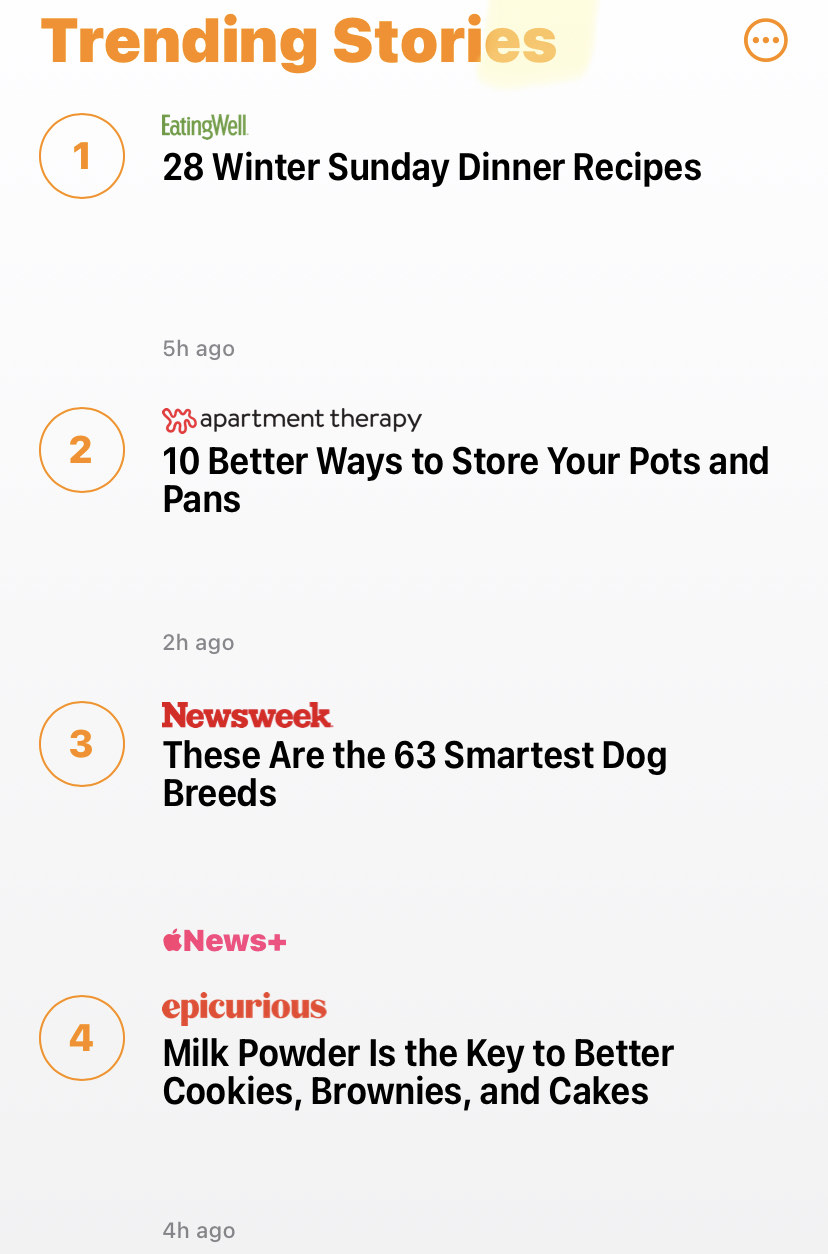 Trending Stories
1
EatingWell
28 Winter Sunday Dinner Recipes
5h ago
2
apartment therapy
10 Better Ways to Store Your Pots and
Pans
2h ago
3
Newsweek
These Are the 63 Smartest Dog
Breeds
News+
4
epicurious
Milk Powder Is the Key to Better
Cookies, Brownies, and Cakes
4h ago